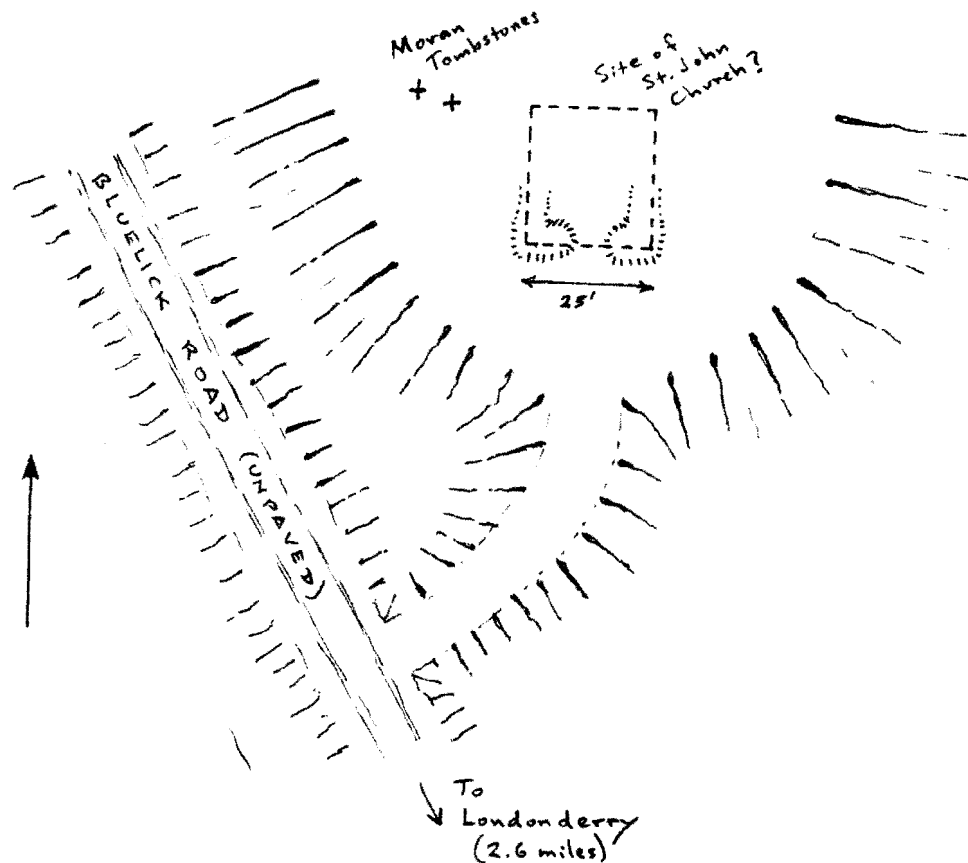 Moran
Tombstones
Site of
St. John
Church?
25'
BLUELICK ROAD (UNPAVED)
To
Londonderry
(2.6 miles)